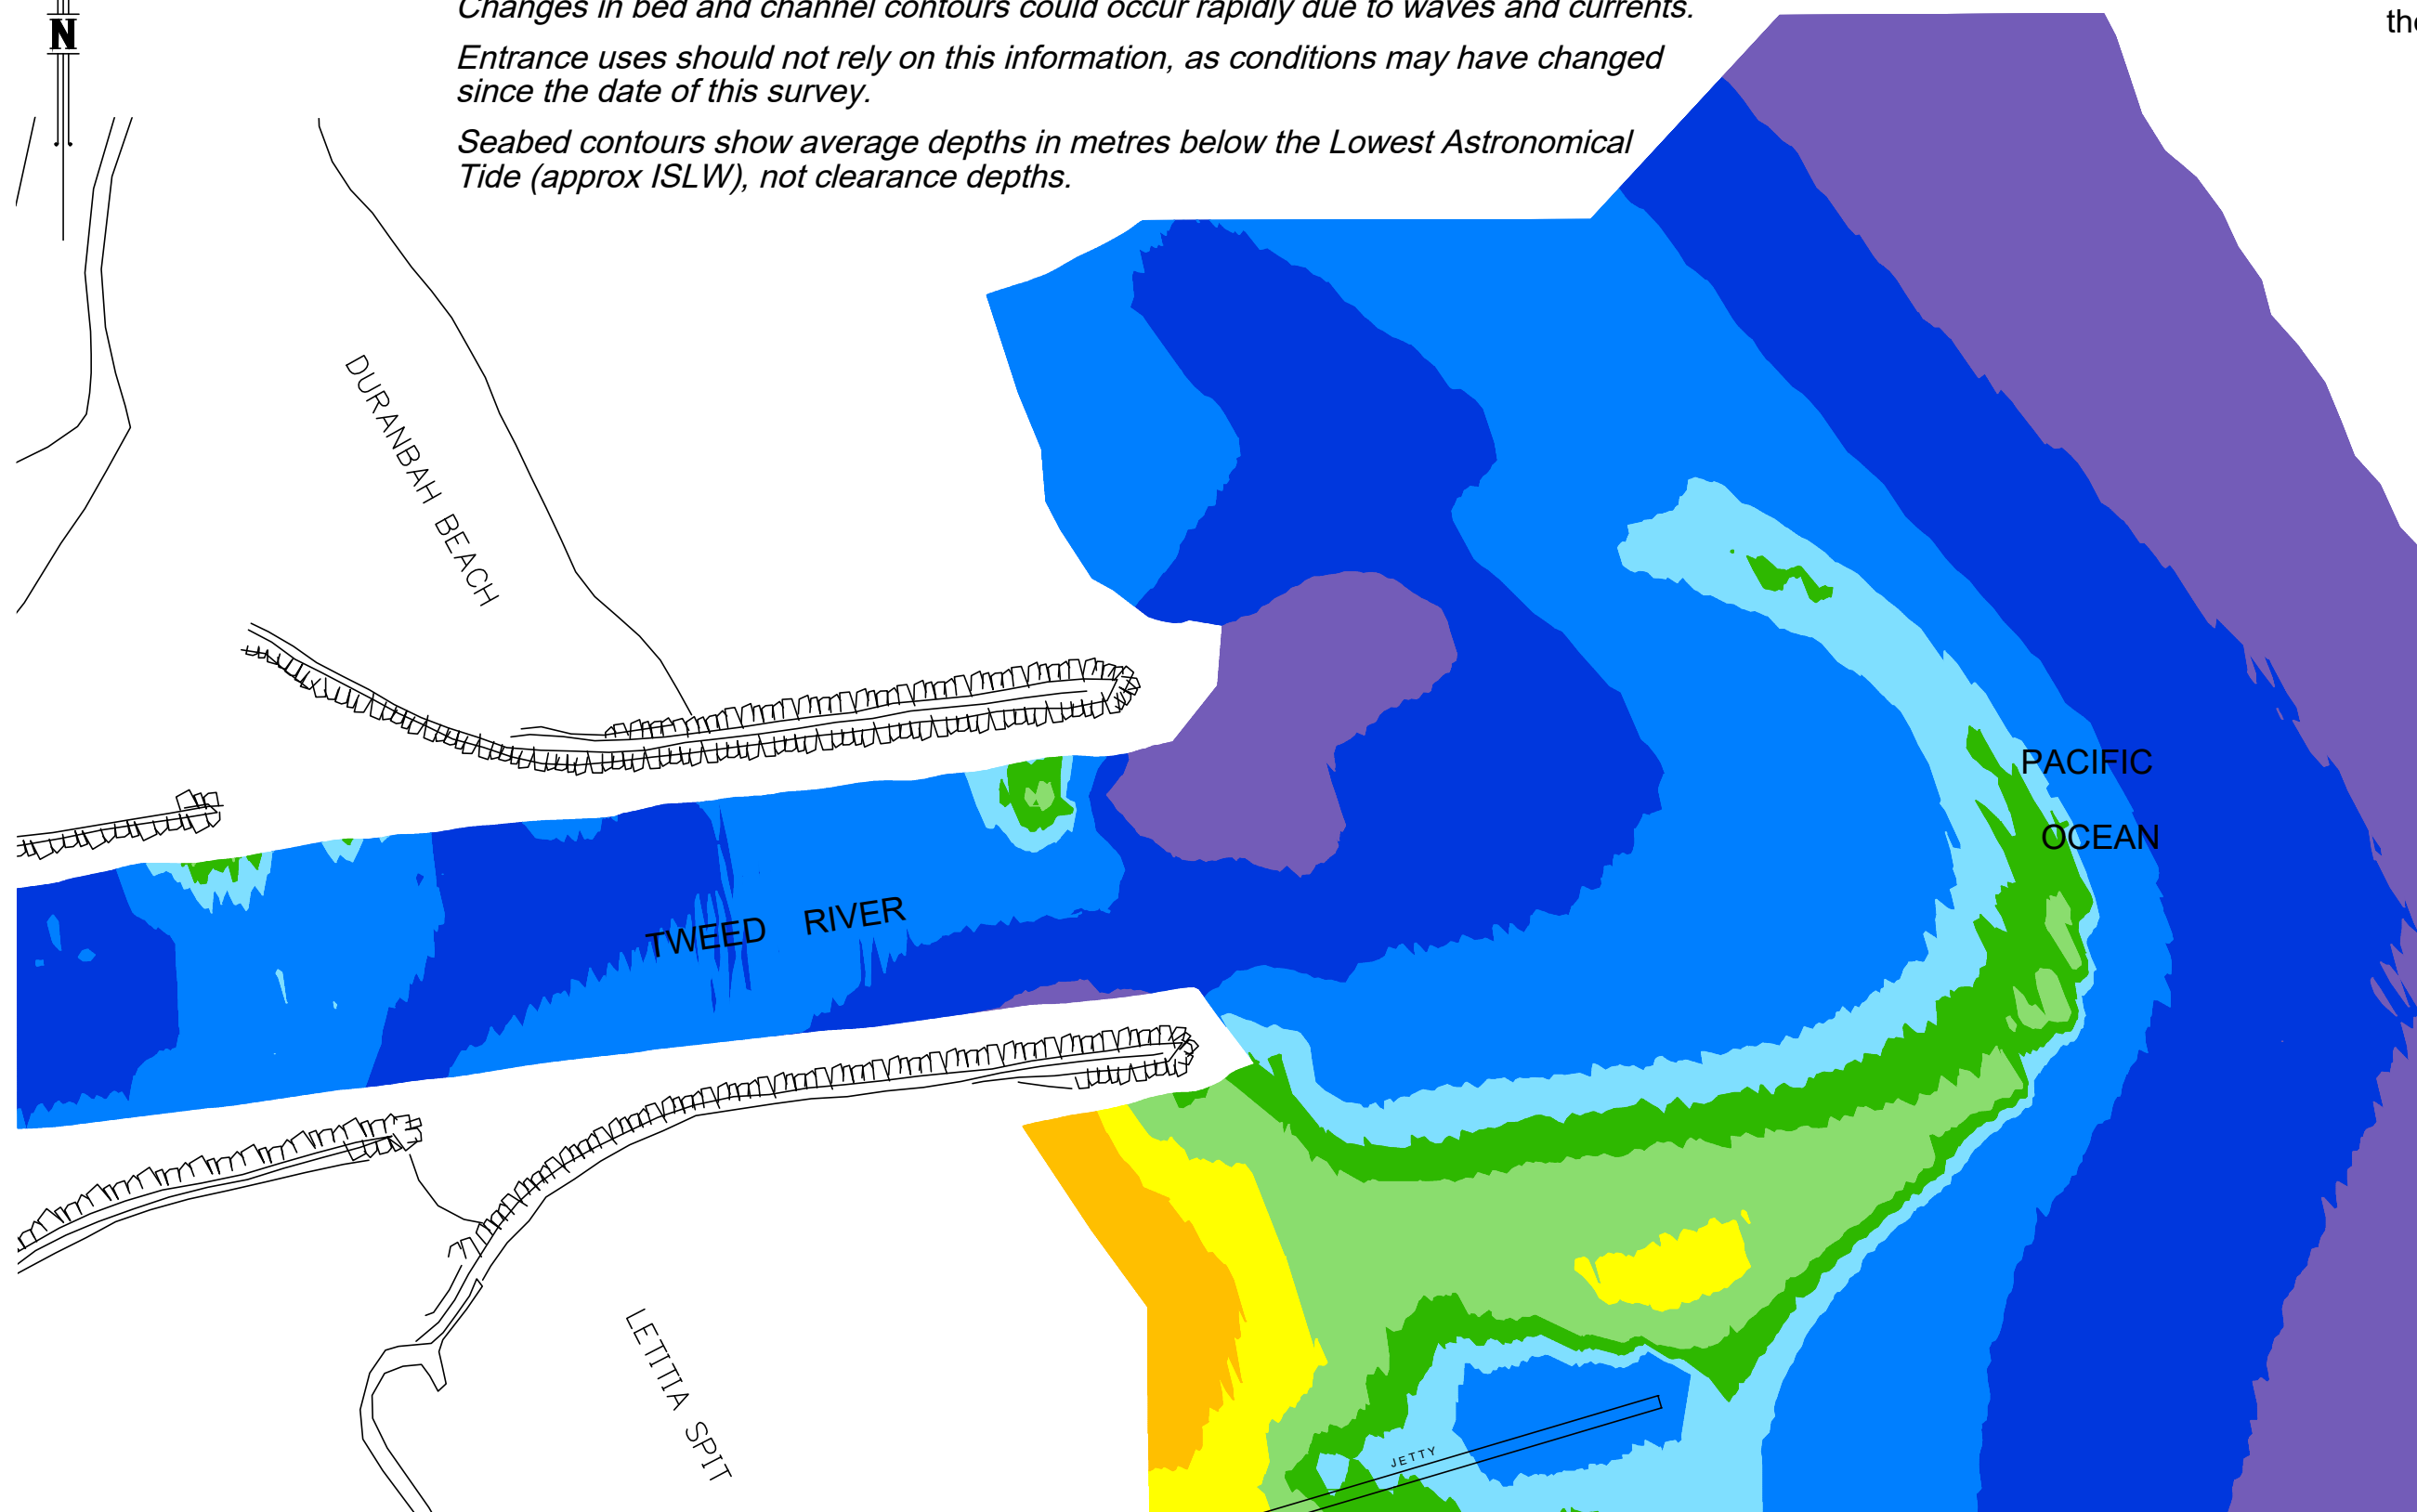 Changes in bed and channel contours could occur rapidly due to waves and currents.
the
N
Entrance uses should not rely on this information, as conditions may have changed
since the date of this survey.
Seabed contours show average depths in metres below the Lowest Astronomical
Tide (approx ISLW), not clearance depths.
DURANBAH BEACH
PACIFIC
OCEAN
TWEED RIVER
LETITIA SPIT
JETTY